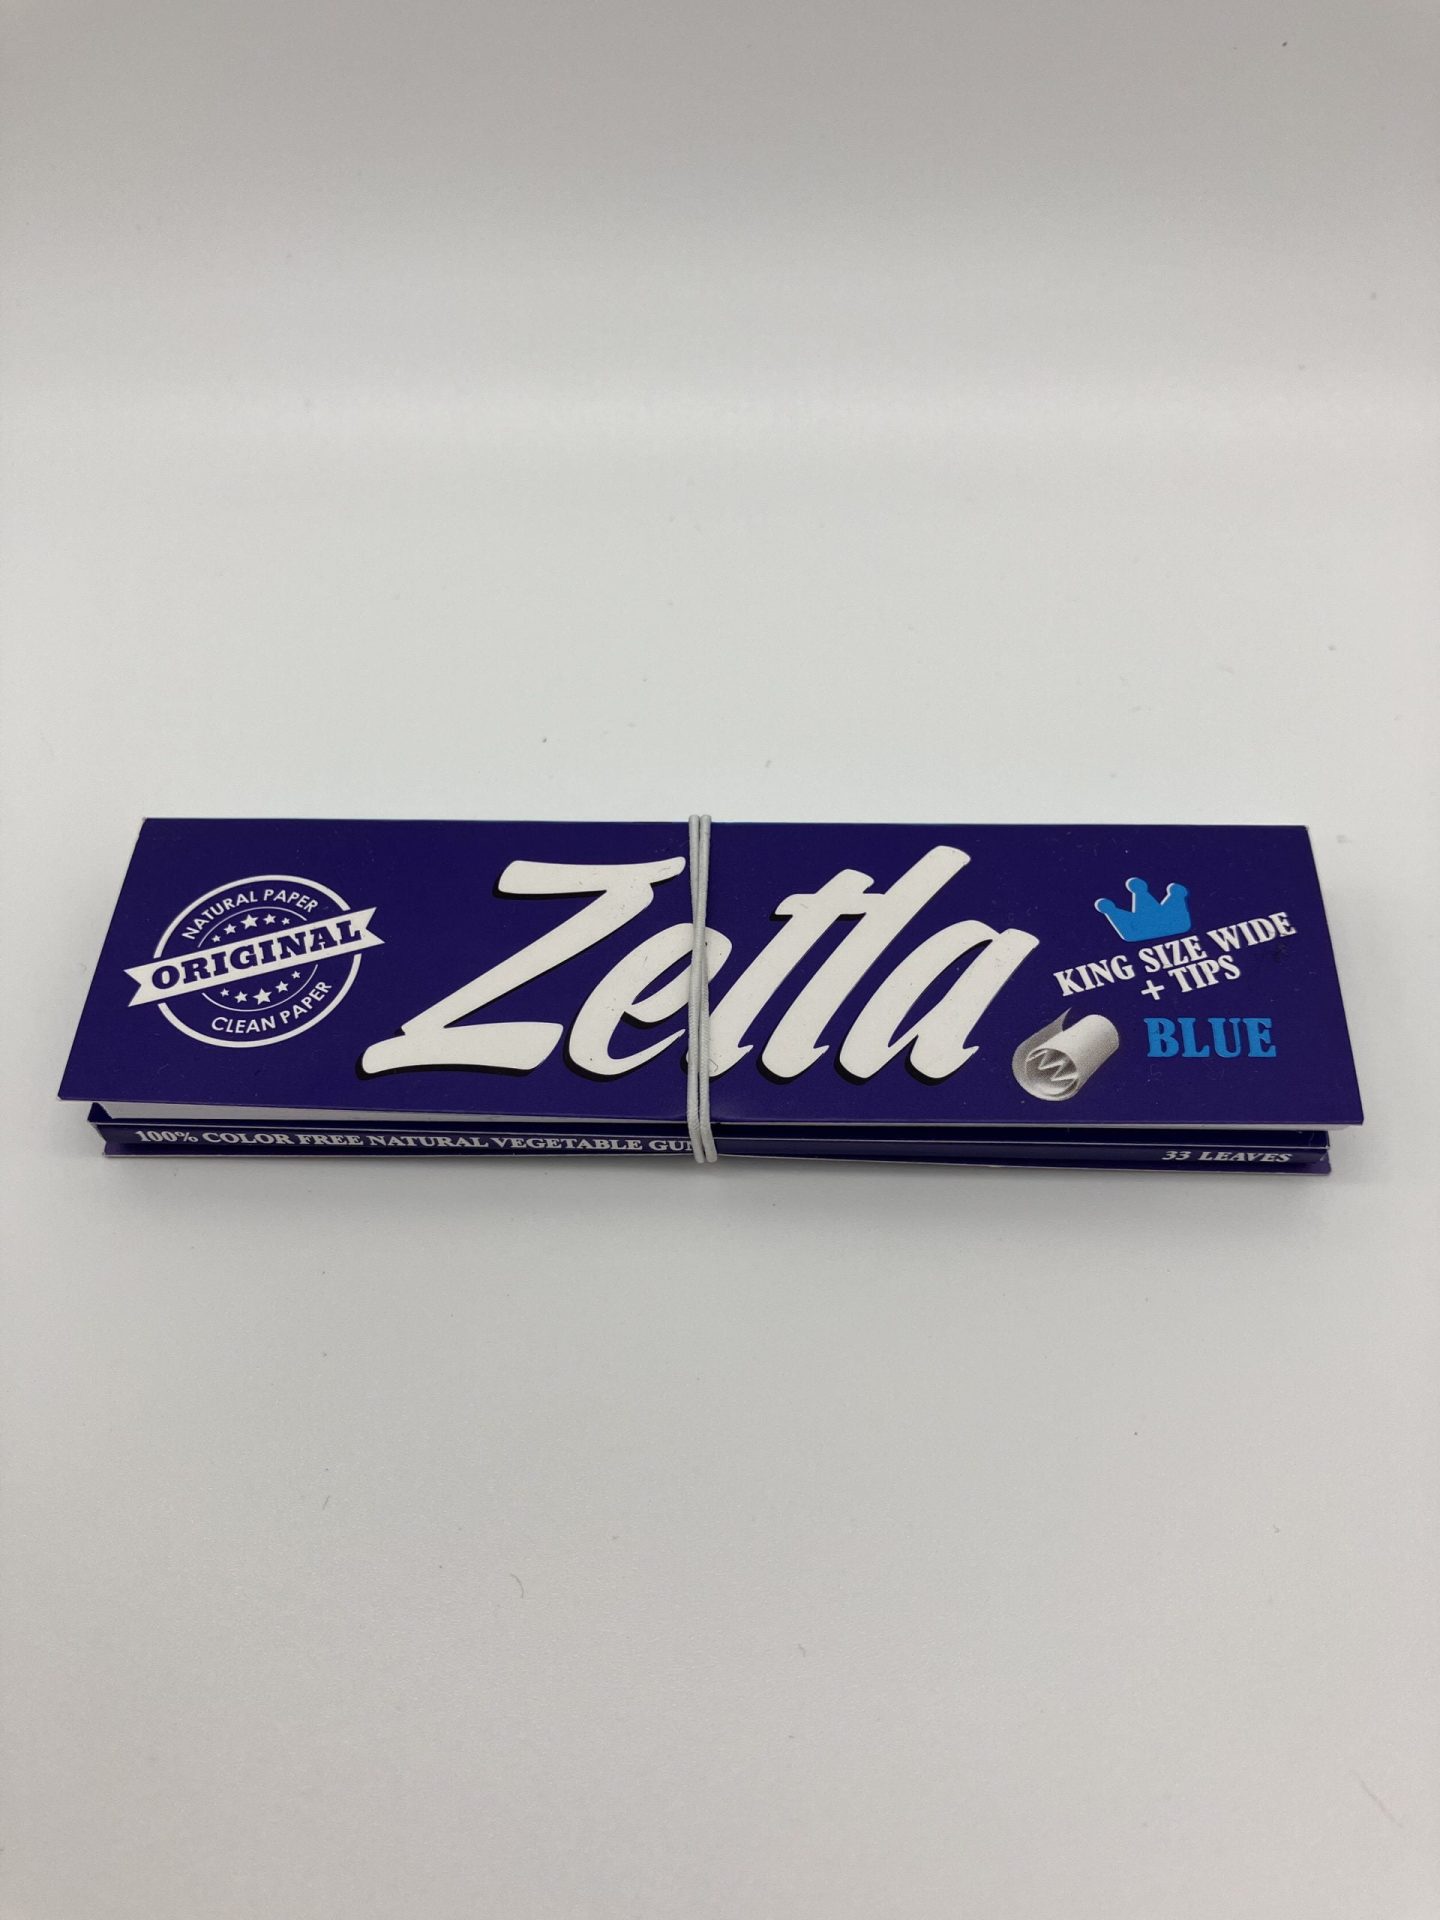 NATURAL PAPER
ORIGINAL
CLEAN PAPER
Zetla
KING SIZE WIDE
+ TIPS
BLUE
100% COLOR FREE NATURAL VEGETABLE
33 LEAVES